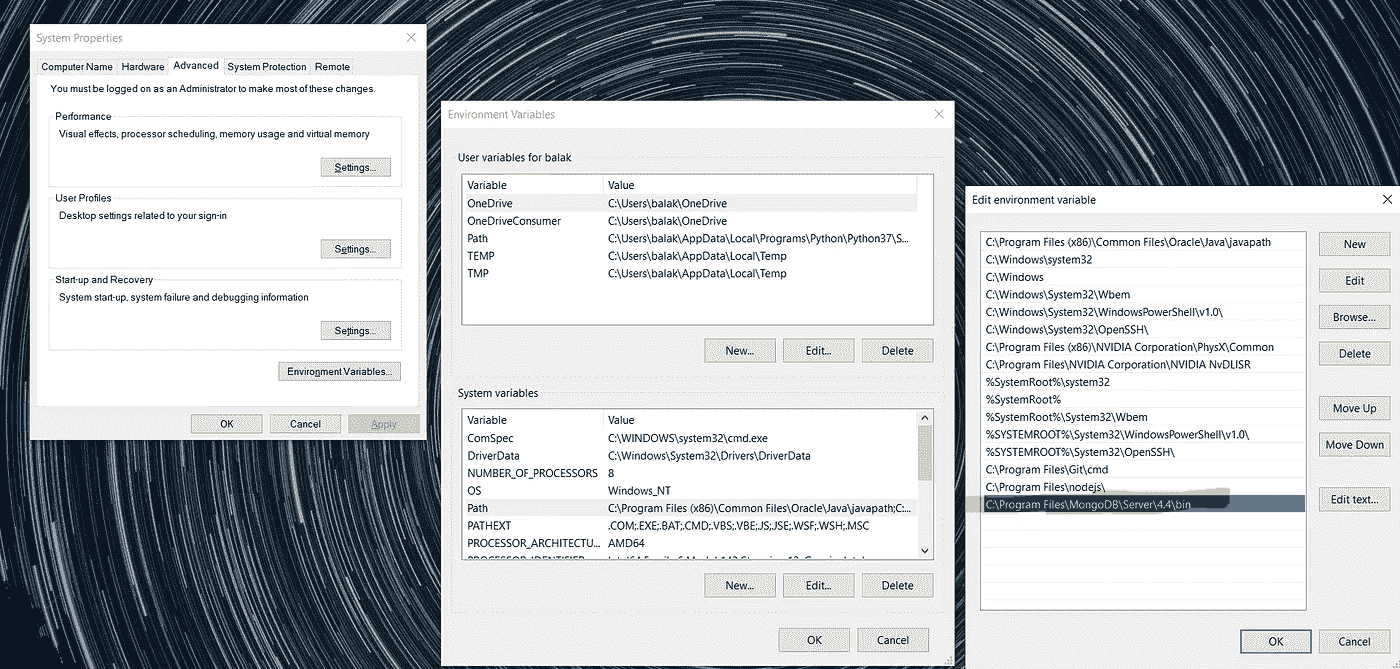 System Properties
Computer Name Hardware Advanced System Protection Remote
You must be logged on as an Administrator to make most of these changes.
Performance
Visual effects, processor scheduling, memory usage and virtual memory
Settings...
User Profiles
Desktop settings related to your sign-in
Settings...
Start-up and Recovery
System start-up, system failure and debugging information
Settings...
Environment Variables...
OK Cancel Apply
Environment Variables
User variables for balak
Variable Value
OneDrive C:\Users\balak\OneDrive
OneDriveConsumer C:\Users\balak\OneDrive
Path C:\Users\balak\AppData\Local\Programs\Python\Python37\S...
TEMP C:\Users\balak\AppData\Local\Temp
TMP C:\Users\balak\AppData\Local\Temp
New... Edit... Delete
System variables
Variable Value
ComSpec C:\WINDOWS\system32\cmd.exe
DriverData C:\Windows\System32\Drivers\DriverData
NUMBER_OF_PROCESSORS 8
OS Windows_NT
Path C:\Program Files (x86)\Common Files\Oracle\Java\javapath;C:...
PATHEXT .COM;.EXE;.BAT;.CMD;.VBS;.VBE;.JS;.JSE;.WSF;.WSH;.MSC
PROCESSOR_ARCHITECTU... AMD64
New... Edit... Delete
OK Cancel
Edit environment variable
C:\Program Files (x86)\Common Files\Oracle\Java\javapath
C:\Windows\system32
C:\Windows
C:\Windows\System32\Wbem
C:\Windows\System32\WindowsPowerShell\v1.0\
C:\Windows\System32\OpenSSH\
C:\Program Files (x86)\NVIDIA Corporation\PhysX\Common
C:\Program Files\NVIDIA Corporation\NVIDIA NvDLISR
%SystemRoot%\system32
%SystemRoot%
%SystemRoot%\System32\Wbem
%SYSTEMROOT%\System32\WindowsPowerShell\v1.0\
%SYSTEMROOT%\System32\OpenSSH\
C:\Program Files\Git\cmd
C:\Program Files\nodejs\
C:\Program Files\MongoDB\Server\4.4\bin
New
Edit
Browse...
Delete
Move Up
Move Down
Edit text...
OK Cancel